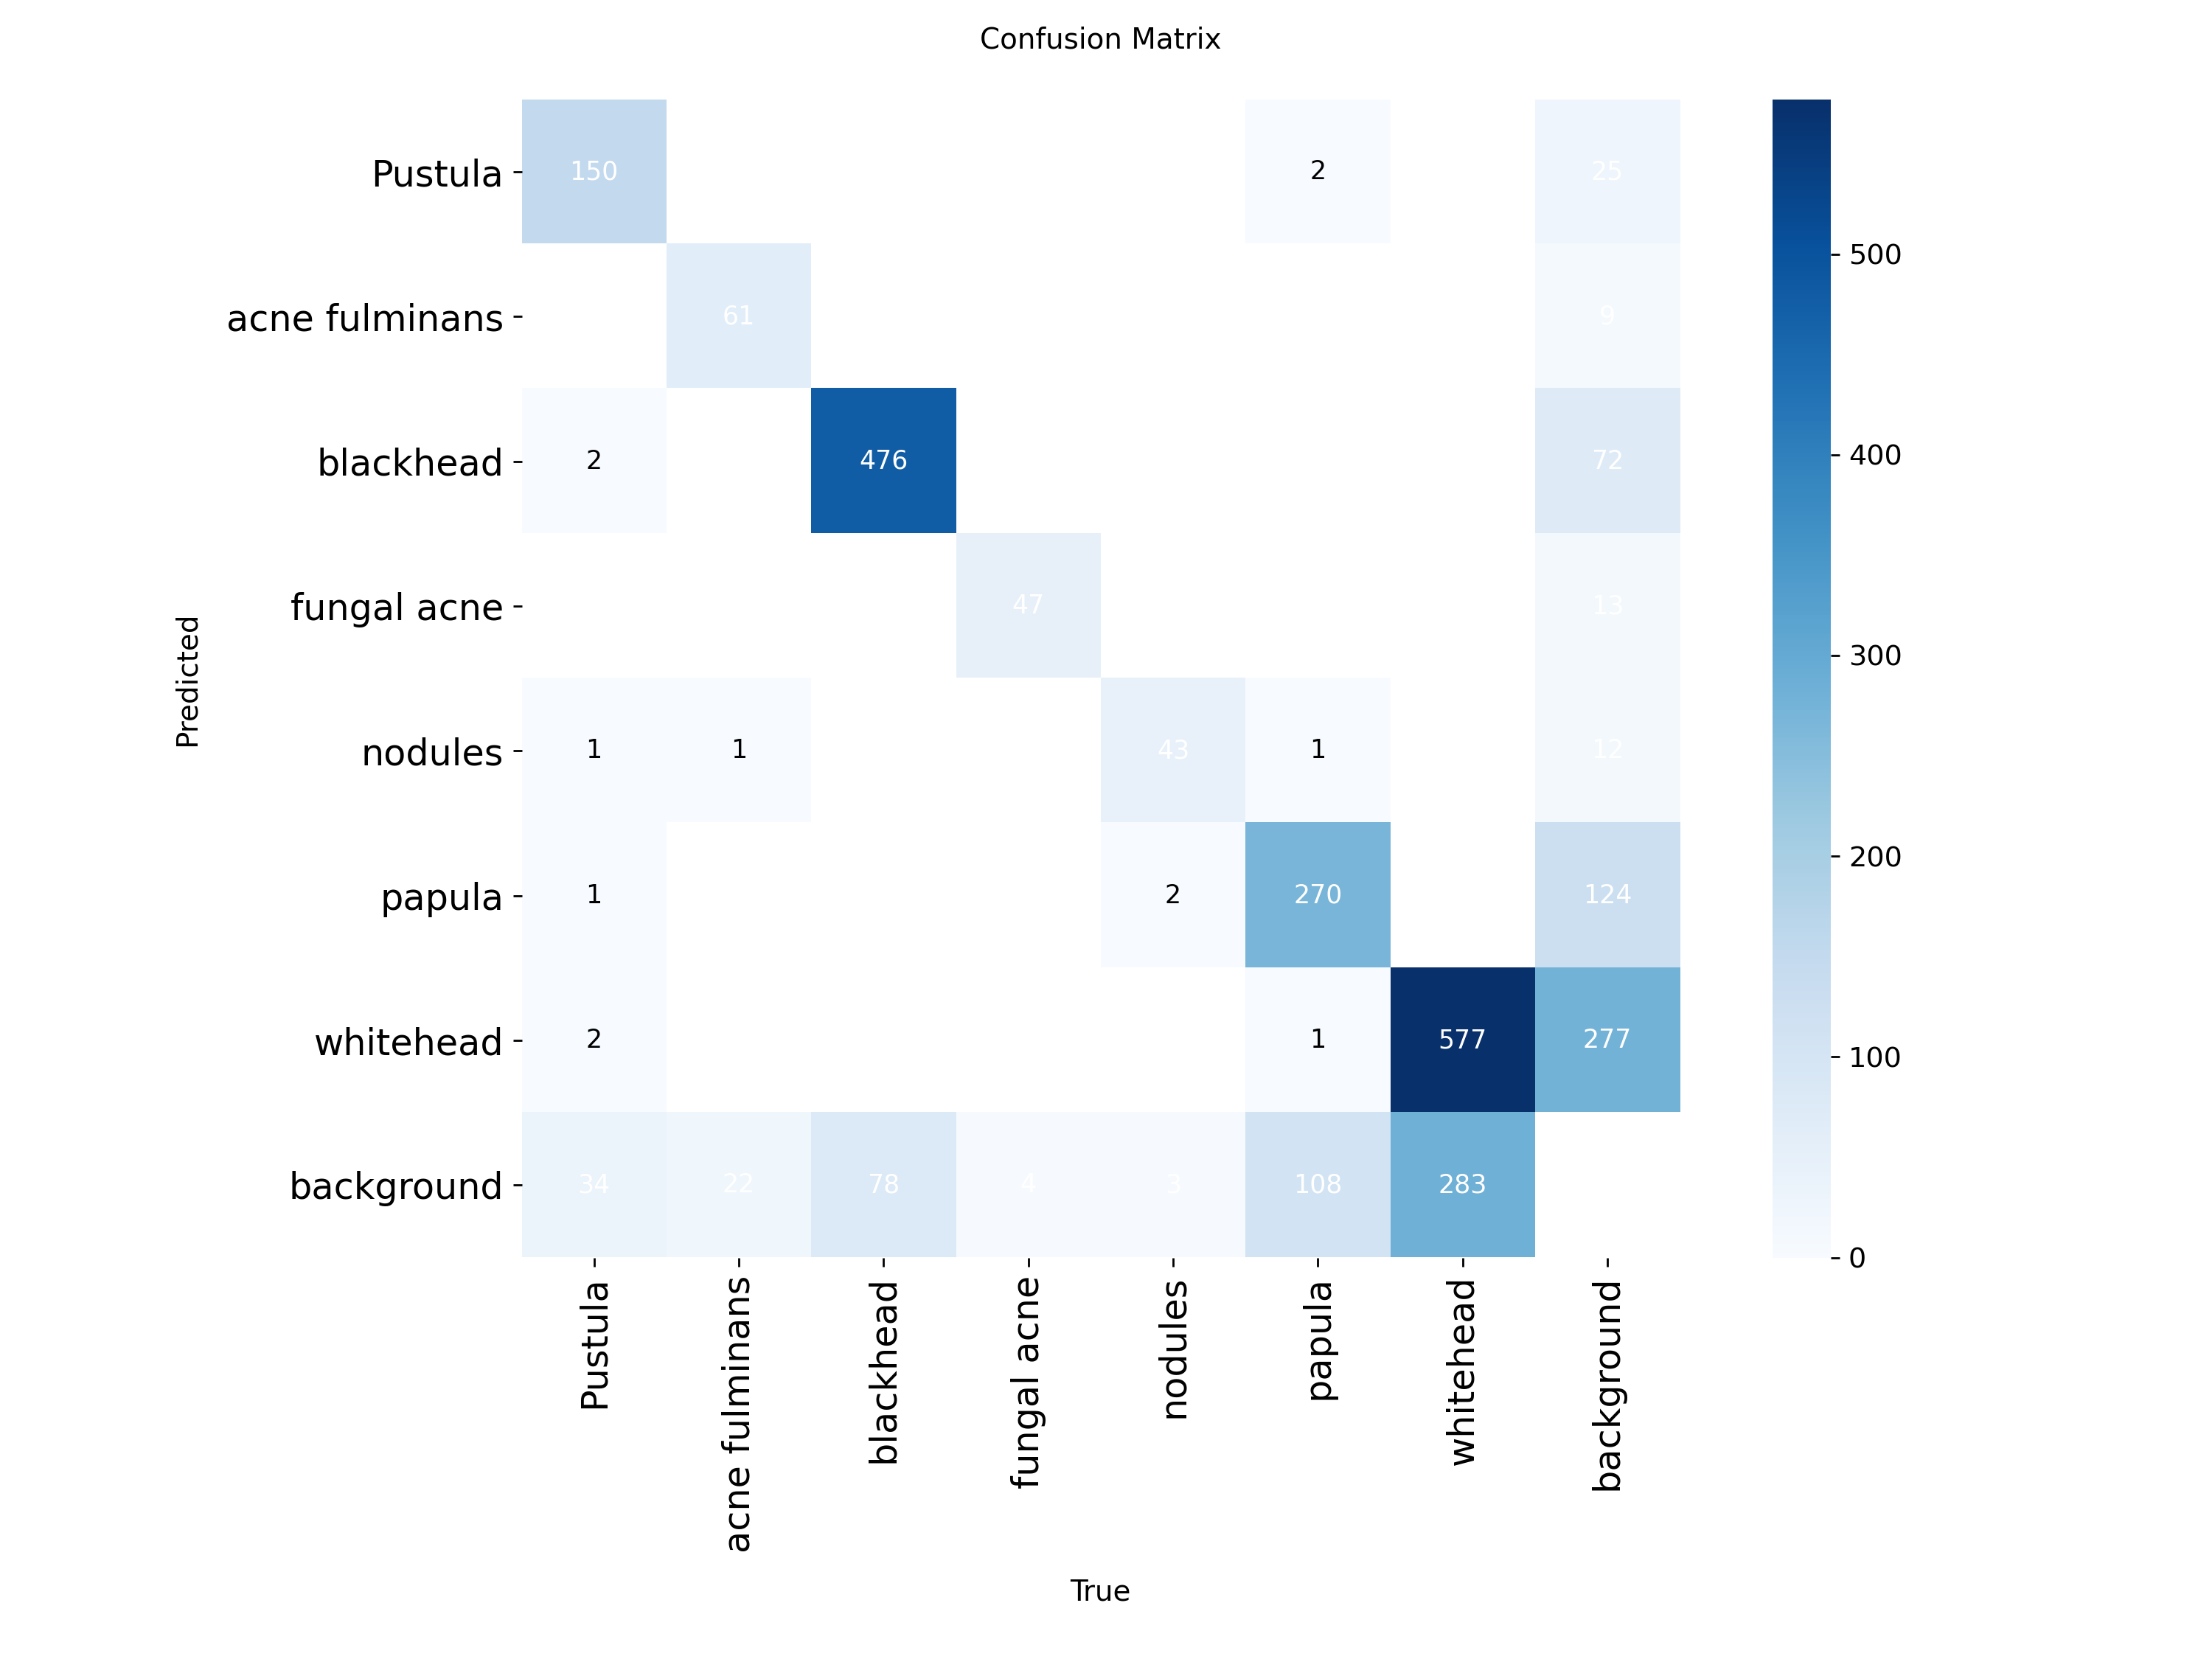 Confusion Matrix
Pustula 150 2 25
acne fulminans 61 9
blackhead 2 476 72
fungal acne 47 13
nodules 1 1 43 1 12
papula 1 2 270 124
whitehead 2 1 577 277
background 34 22 78 4 3 108 283
Predicted
Pustula
acne fulminans
blackhead
fungal acne
nodules
papula
whitehead
background
True
500
400
300
200
100
0